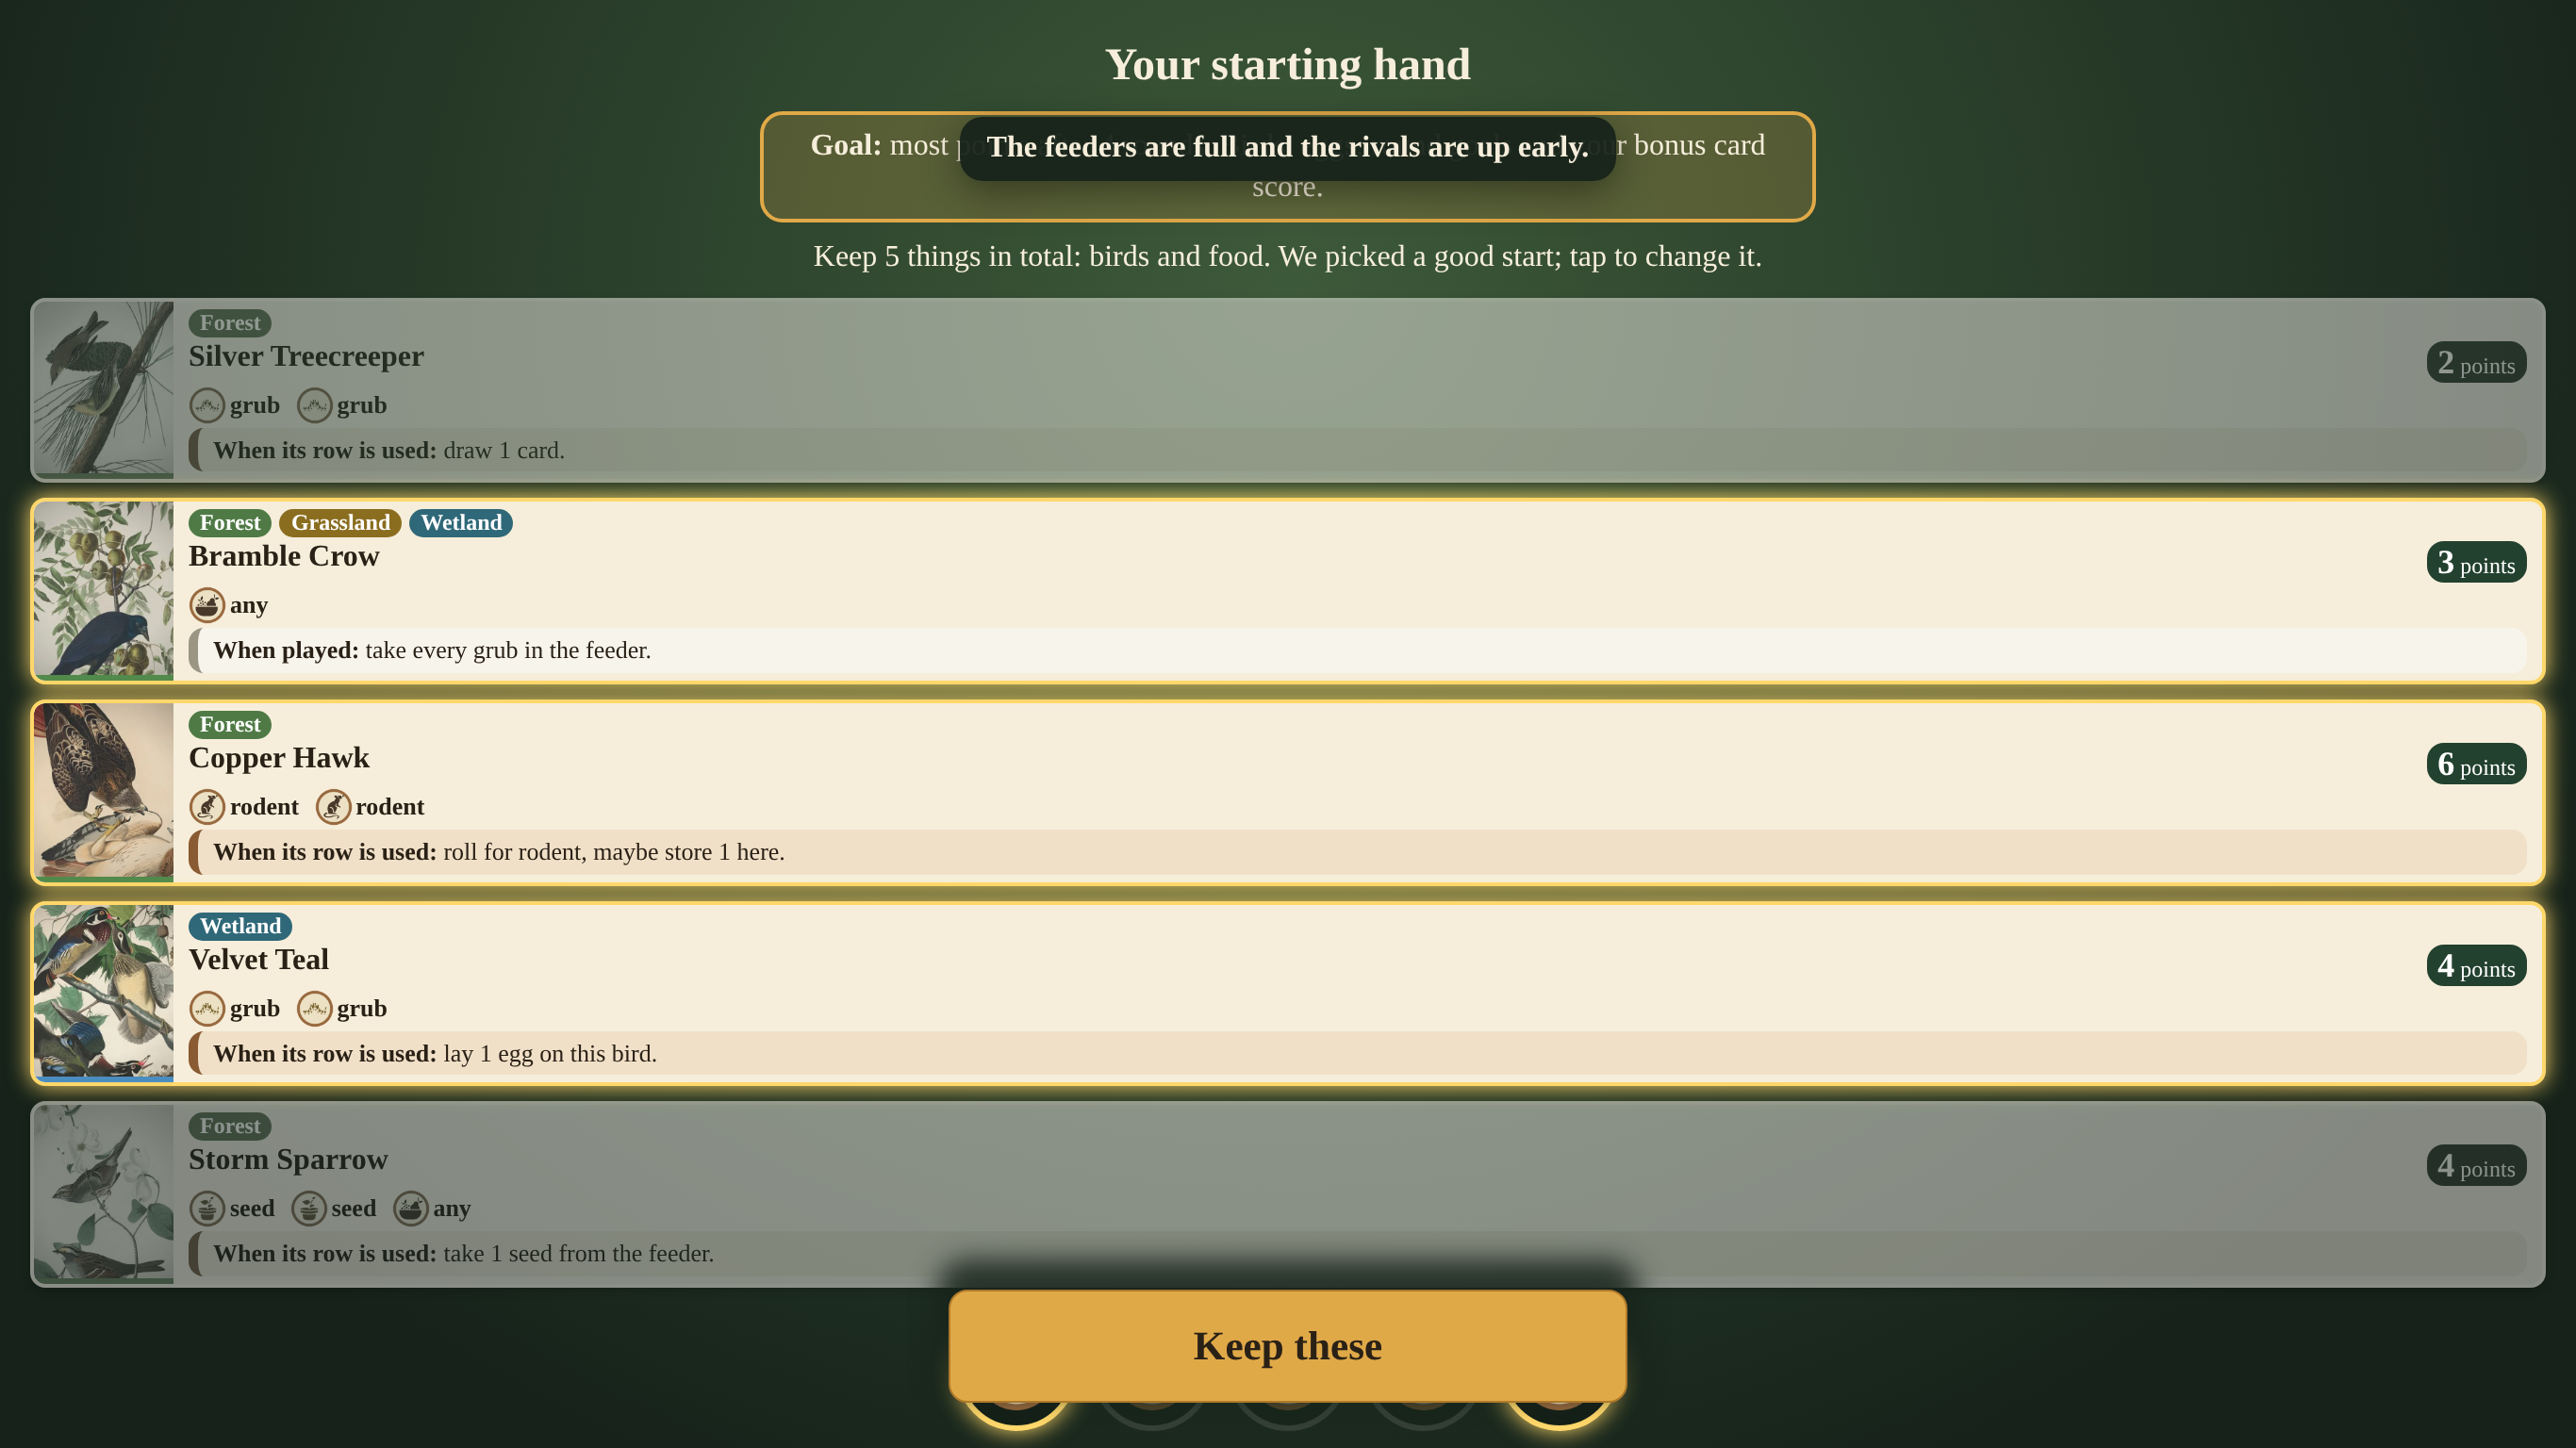 Your starting hand
Goal: most
The feeders are full and the rivals are up early.
bonus card
score.
Keep 5 things in total: birds and food. We picked a good start; tap to change it.
Forest
Silver Treecreeper
2 points
grub grub
When its row is used: draw 1 card.
Forest Grassland Wetland
Bramble Crow
3 points
any
When played: take every grub in the feeder.
Forest
Copper Hawk
6 points
rodent rodent
When its row is used: roll for rodent, maybe store 1 here.
Wetland
Velvet Teal
4 points
grub grub
When its row is used: lay 1 egg on this bird.
Forest
Storm Sparrow
4 points
seed seed any
When its row is used: take 1 seed from the feeder.
Keep these